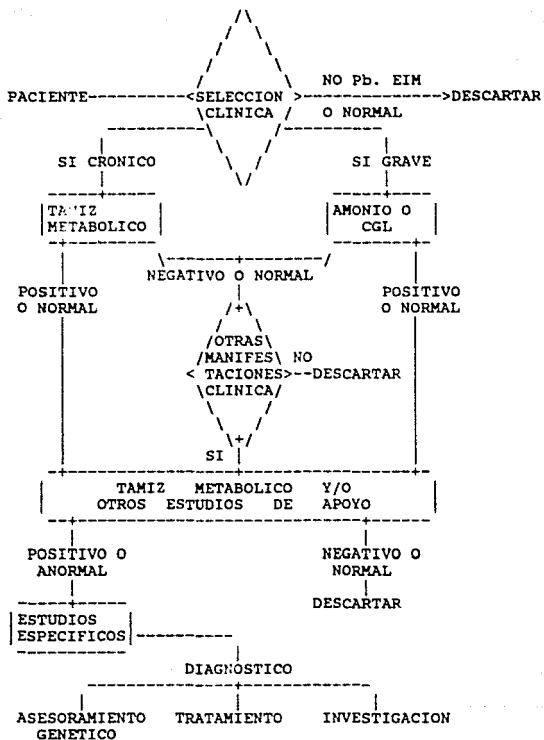 NO Pb. EIM
PACIENTE SELECCION DESCARTAR
CLINICA O NORMAL
SI CRONICO SI GRAVE
METABOLICO
AMONIO O
CGL
NEGATIVO O NORMAL
POSITIVO
O NORMAL
POSITIVO
O NORMAL
OTRAS
MANIFES NO
TACIONES DESCARTAR
CLINICA
SI
TAMIZ METABOLICO Y/O
OTROS ESTUDIOS DE APOYO
POSITIVO O
ANORMAL
NEGATIVO O
NORMAL
DESCARTAR
ESTUDIOS
ESPECIFICOS
DIAGNOSTICO
ASESORAMIENTO
GENETICO
TRATAMIENTO
INVESTIGACION